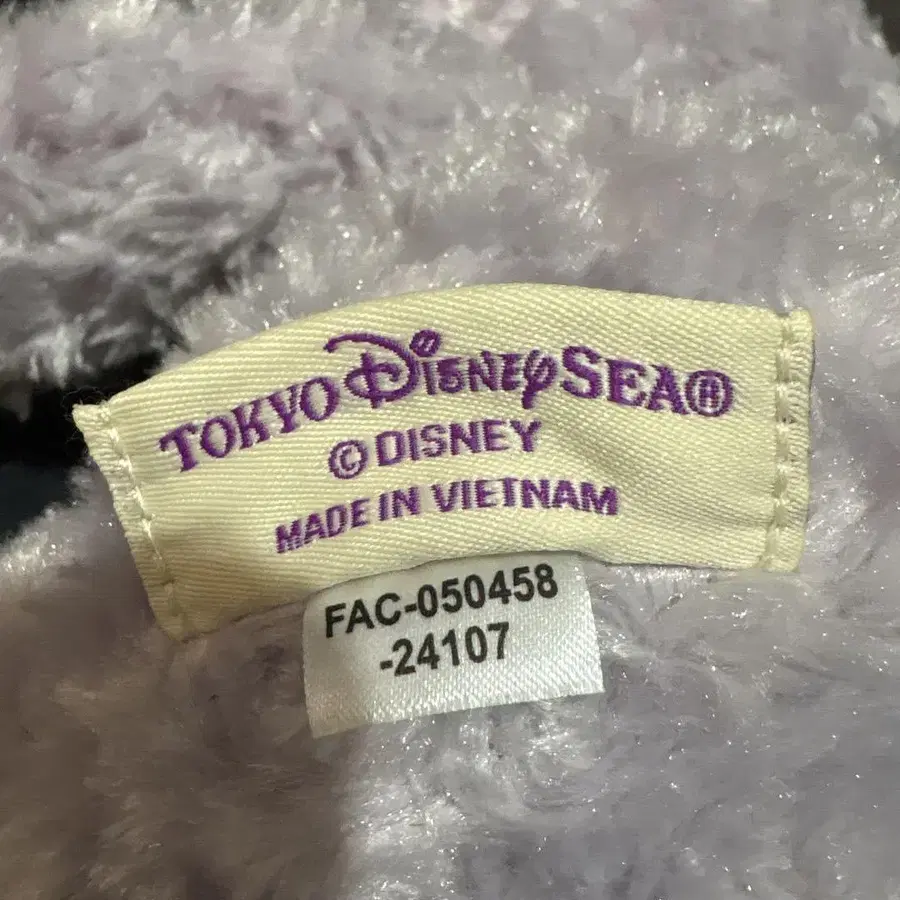 TOKYO DISNEY SEA®
© DISNEY
MADE IN VIETNAM
FAC-050458
-24107